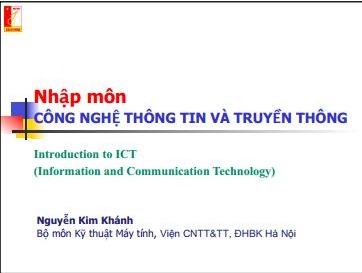 Nhập môn
CÔNG NGHỆ THÔNG TIN VÀ TRUYỀN THÔNG
Introduction to ICT
(Information and Communication Technology)
Nguyễn Kim Khánh
Bộ môn Kỹ thuật Máy tính, Viện CNTT&TT, ĐHBK Hà Nội